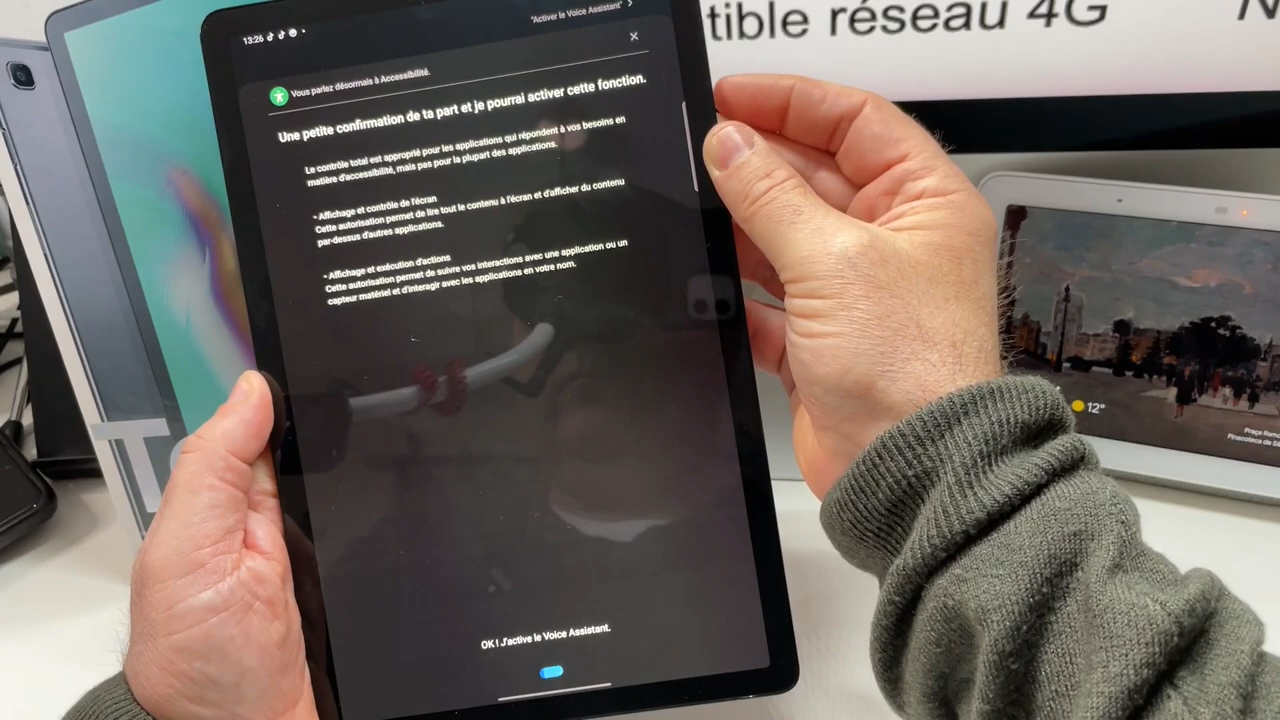 tible réseau 4G
N
13:26
"Activer le Voice Assistant"
Vous parlez désormais à Accessibilité.
Une petite confirmation de ta part et je pourrai activer cette fonction.
Le contrôle total est approprié pour les applications qui répondent à vos besoins en
matière d'accessibilité, mais pas pour la plupart des applications.
• Affichage et contrôle de l'écran
Cette autorisation permet de lire tout le contenu à l'écran et d'afficher du contenu
par-dessus d'autres applications.
• Affichage et exécution d'actions
Cette autorisation permet de suivre vos interactions avec une application ou un
capteur matériel et d'interagir avec les applications en votre nom.
OK ! J'active le Voice Assistant.
T
12°
Praça
Pinacoteca de